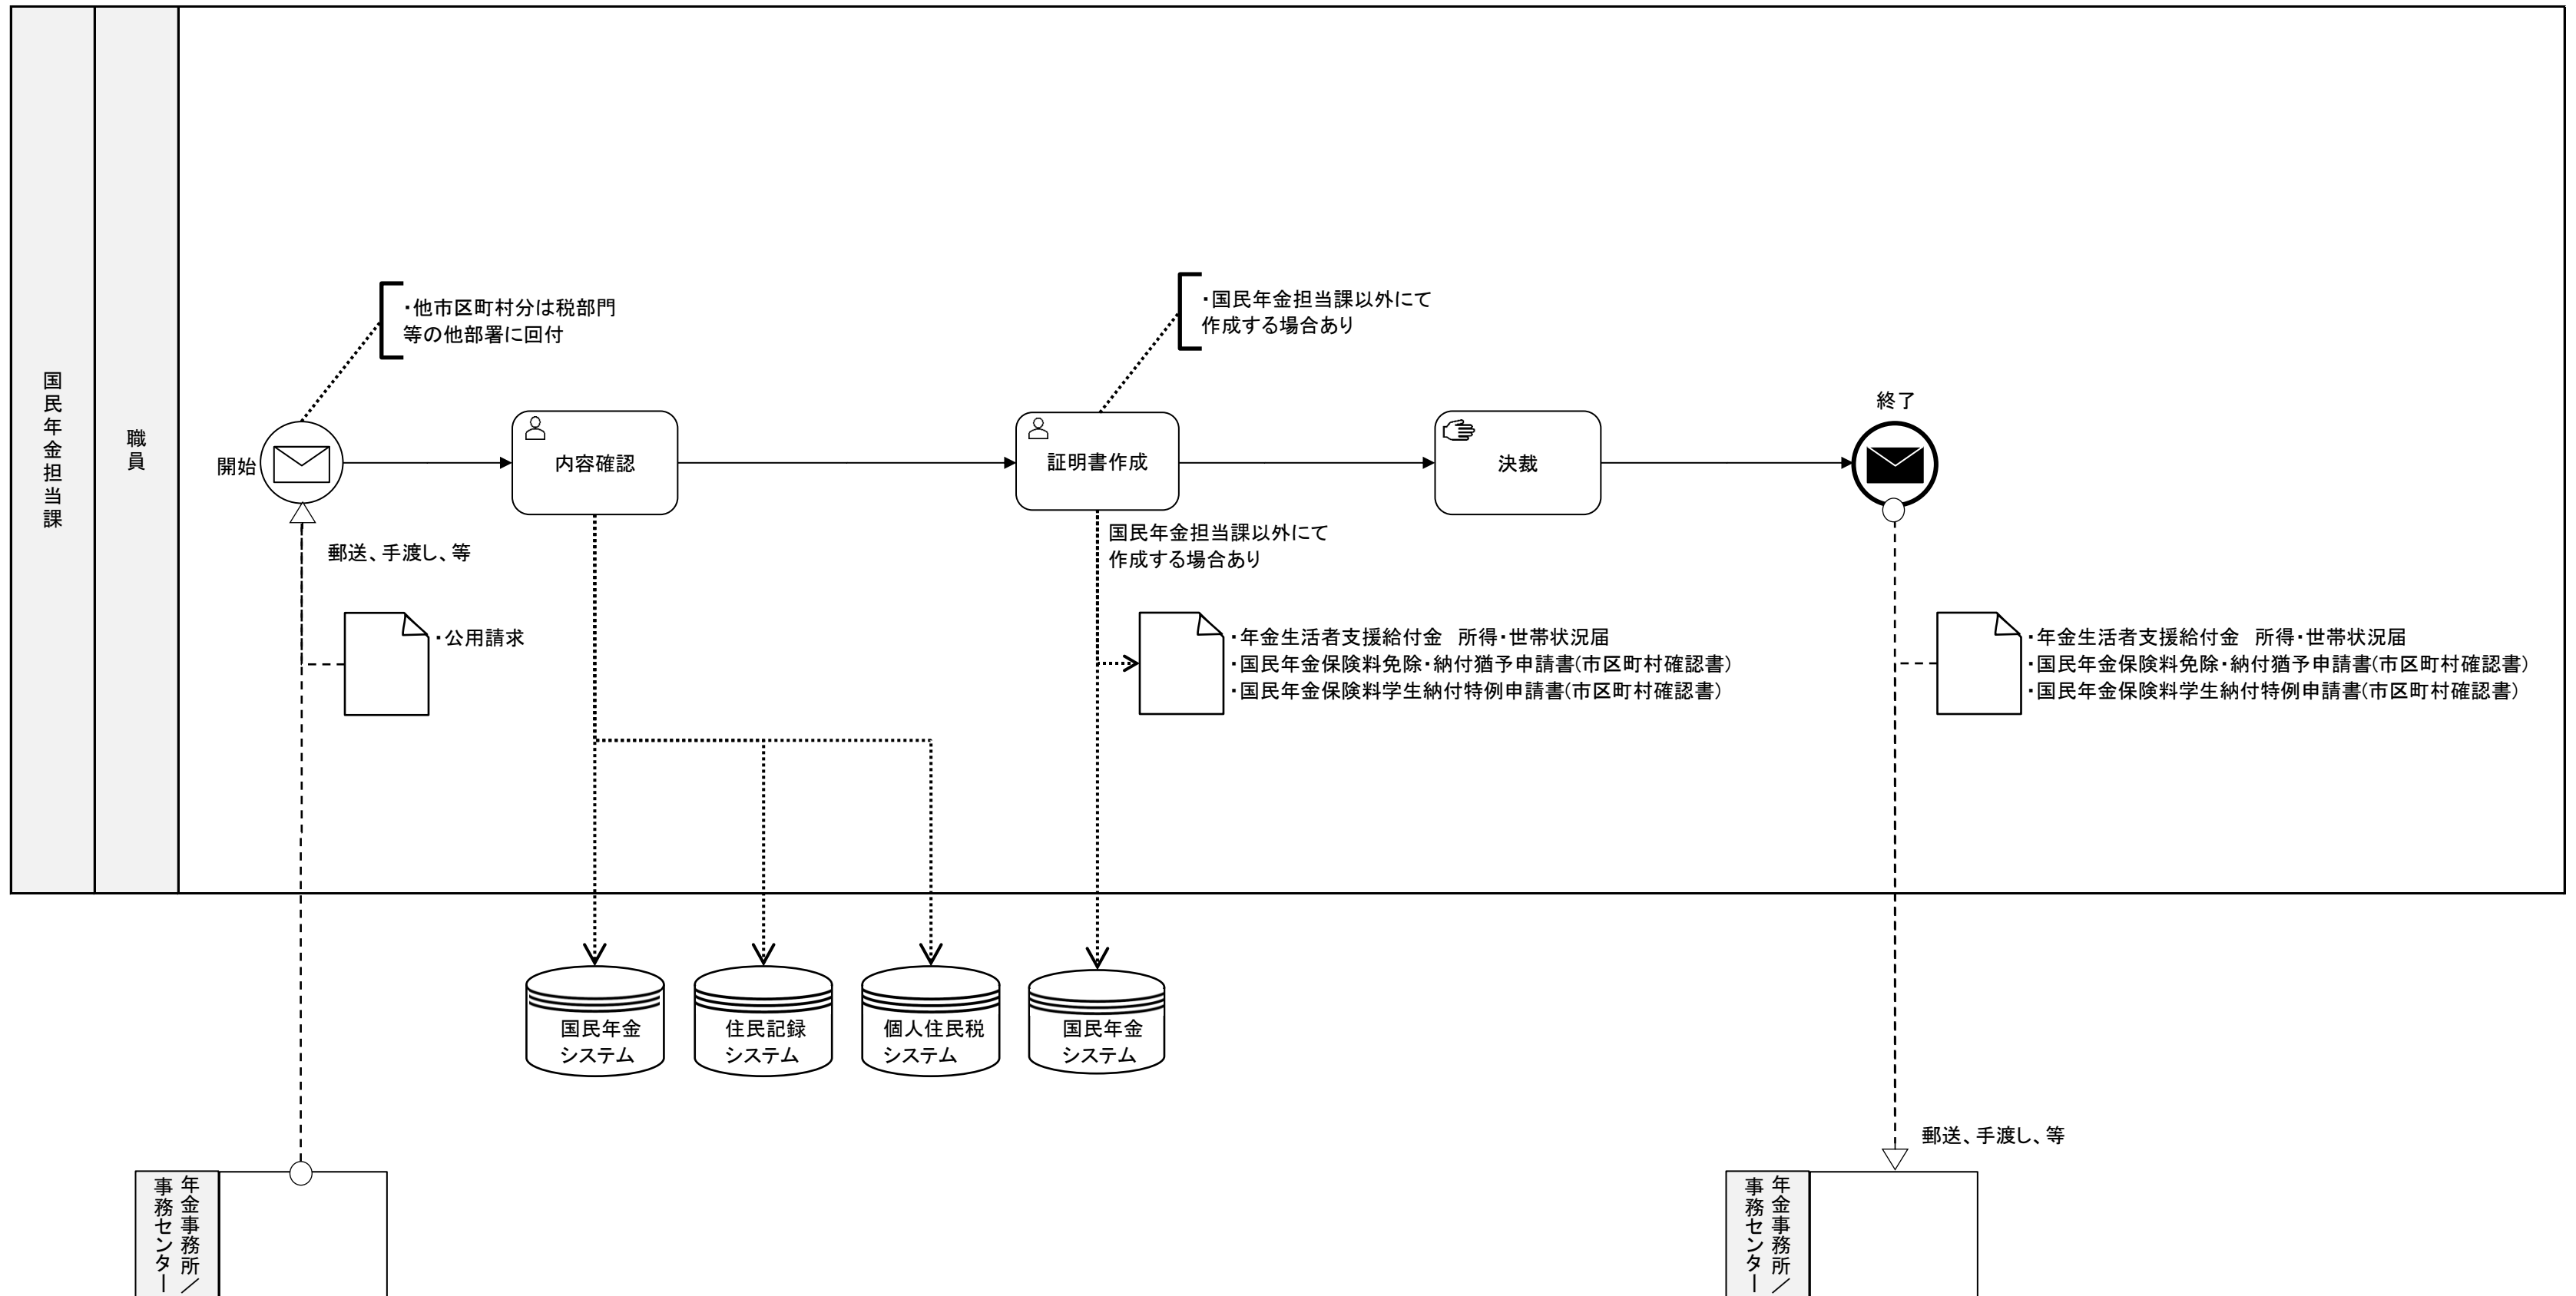 国民年金担当課
職員
・他市区町村分は税部門
等の他部署に回付
・国民年金担当課以外にて
作成する場合あり
開始
内容確認
証明書作成
決裁
終了
郵送、手渡し、等
国民年金担当課以外にて
作成する場合あり
・公用請求
・年金生活者支援給付金　所得・世帯状況届
・国民年金保険料免除・納付猶予申請書(市区町村確認書)
・国民年金保険料学生納付特例申請書(市区町村確認書)
・年金生活者支援給付金　所得・世帯状況届
・国民年金保険料免除・納付猶予申請書(市区町村確認書)
・国民年金保険料学生納付特例申請書(市区町村確認書)
国民年金
システム
住民記録
システム
個人住民税
システム
国民年金
システム
郵送、手渡し、等
年金事務所／
事務センター
年金事務所／
事務センター